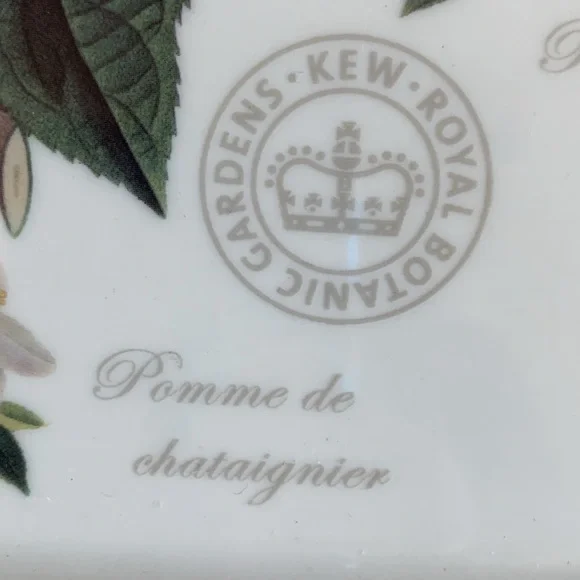 · KEW · ROYAL BOTANIC GARDENS
Pomme de
chataignier